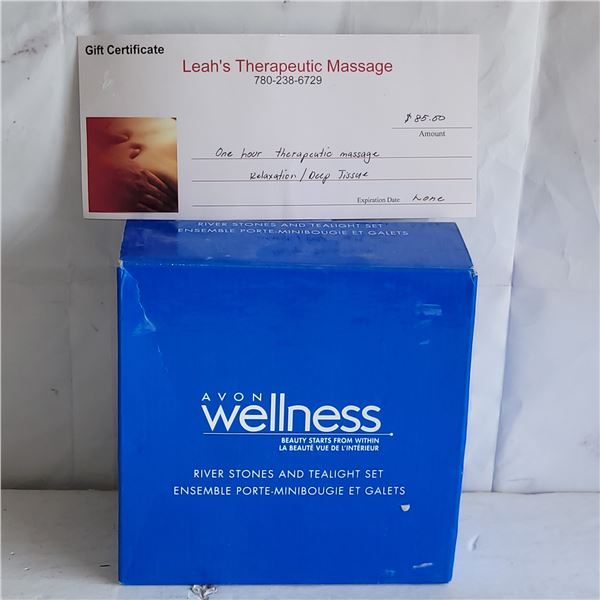 Gift Certificate
Leah's Therapeutic Massage
780-238-6729
$85.00
Amount
One hour therapeutic massage
Relaxation/Deep Tissue
Expiration Date None
RIVER STONES AND TEALIGHT SET
ENSEMBLE PORTE-MINIBOUGIE ET GALETS
AVON
wellness
BEAUTY STARTS FROM WITHIN
LA BEAUTÉ VUE DE L'INTÉRIEUR
RIVER STONES AND TEALIGHT SET
ENSEMBLE PORTE-MINIBOUGIE ET GALETS